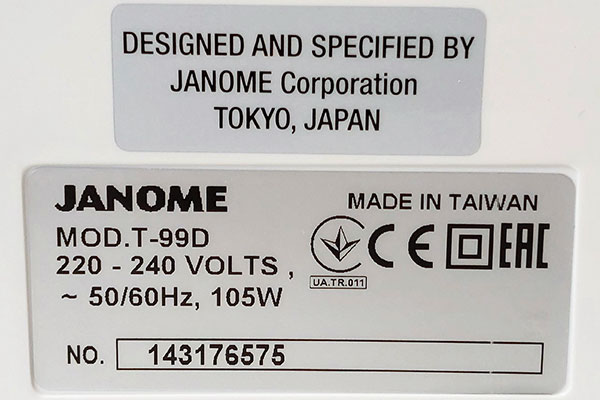 DESIGNED AND SPECIFIED BY
JANOME Corporation
TOKYO, JAPAN
JANOME
MADE IN TAIWAN
MOD.T-99D
220 - 240 VOLTS ,
~ 50/60Hz, 105W
UA.TR.011
CE EAC
NO. 143176575